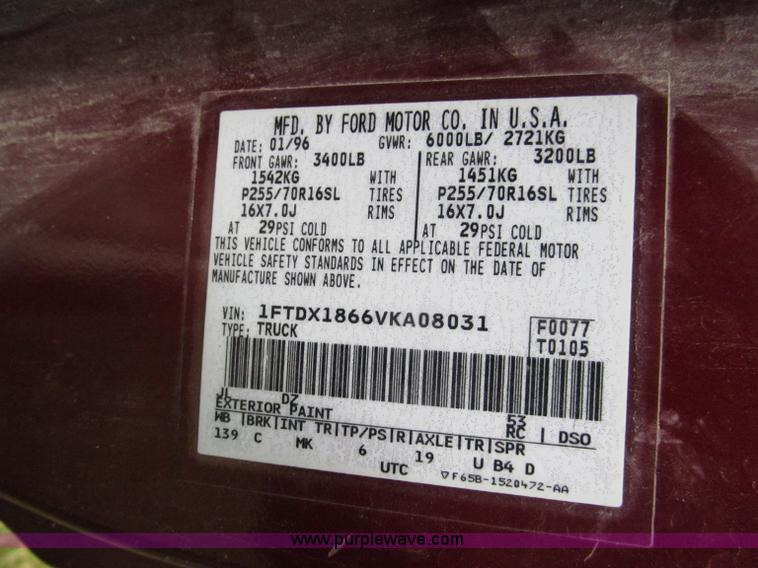 MFD. BY FORD MOTOR CO. IN U.S.A.
DATE: 01/96 GVWR: 6000LB/ 2721KG
FRONT GAWR: 3400LB REAR GAWR: 3200LB
1542KG WITH 1451KG WITH
P255/70R16SL TIRES P255/70R16SL TIRES
16X7.0J RIMS 16X7.0J RIMS
AT 29PSI COLD AT 29PSI COLD
THIS VEHICLE CONFORMS TO ALL APPLICABLE FEDERAL MOTOR
VEHICLE SAFETY STANDARDS IN EFFECT ON THE DATE OF
MANUFACTURE SHOWN ABOVE.
VIN: 1FTDX1866VKA08031 F0077
TYPE: TRUCK T0105
JL DZ 53
EXTERIOR PAINT RC DSO
WB BRK INT TR TP/PS R AXLE TR SPR
139 C MK 6 19 U B4 D
UTC ▽F65B-1520472-AA
www.purplewave.com